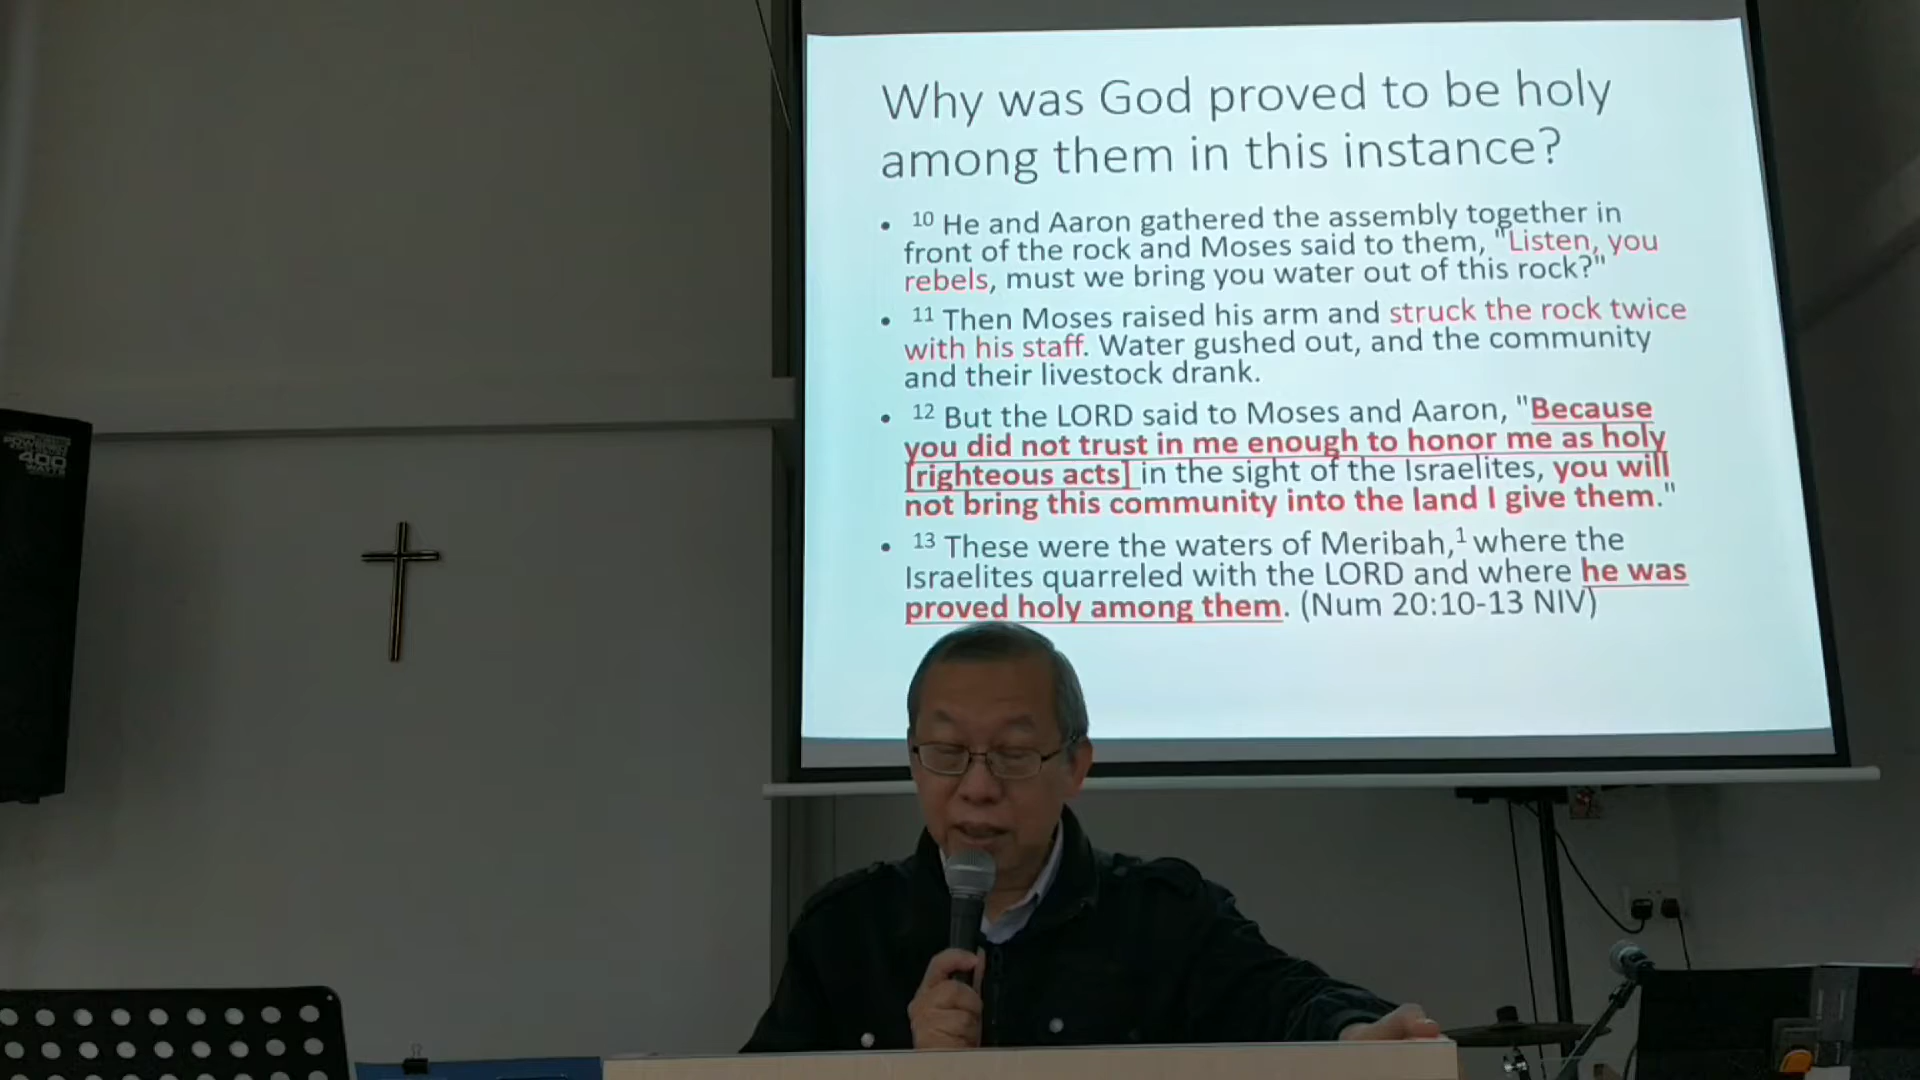 Why was God proved to be holy
among them in this instance?
• 10 He and Aaron gathered the assembly together in
front of the rock and Moses said to them, "Listen, you
rebels, must we bring you water out of this rock?"
• 11 Then Moses raised his arm and struck the rock twice
with his staff. Water gushed out, and the community
and their livestock drank.
• 12 But the LORD said to Moses and Aaron, "Because
you did not trust in me enough to honor me as holy
[righteous acts] in the sight of the Israelites, you will
not bring this community into the land I give them."
• 13 These were the waters of Meribah,1 where the
Israelites quarreled with the LORD and where he was
proved holy among them. (Num 20:10-13 NIV)
400
WATTS